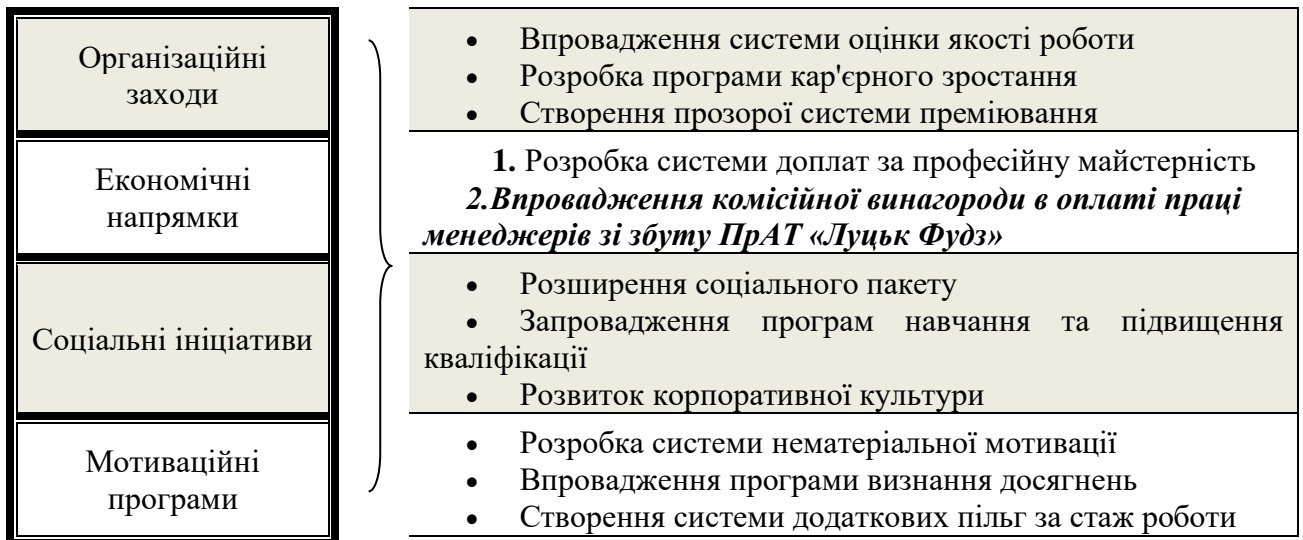 Організаційні
заходи
• Впровадження системи оцінки якості роботи
• Розробка програми кар'єрного зростання
• Створення прозорої системи преміювання
Економічні
напрямки
1. Розробка системи доплат за професійну майстерність
2.Впровадження комісійної винагороди в оплаті праці
менеджерів зі збуту ПрАТ «Луцьк Фудз»
Соціальні ініціативи
• Розширення соціального пакету
• Запровадження програм навчання та підвищення
кваліфікації
• Розвиток корпоративної культури
Мотиваційні
програми
• Розробка системи нематеріальної мотивації
• Впровадження програми визнання досягнень
• Створення системи додаткових пільг за стаж роботи